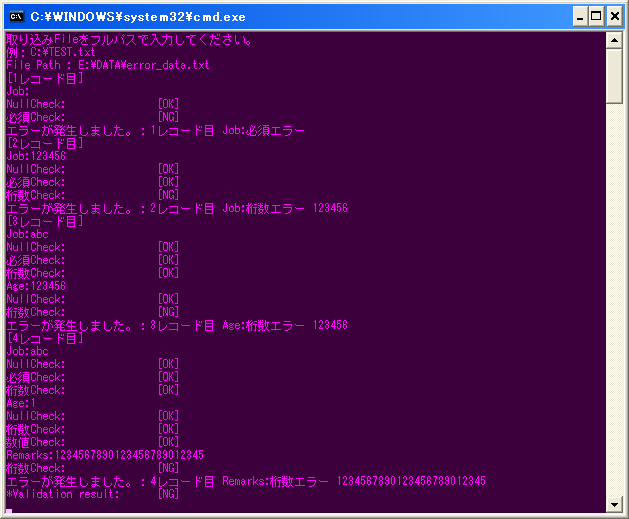 C:¥WINDOWS¥system32¥cmd.exe
取り込みFileをフルパスで入力してください。
例：C:¥TEST.txt
File Path : E:¥DATA¥error_data.txt
[1レコード目]
Job:
NullCheck: [OK]
必須Check: [NG]
エラーが発生しました。：1レコード目 Job:必須エラー
[2レコード目]
Job:123456
NullCheck: [OK]
必須Check: [OK]
桁数Check: [NG]
エラーが発生しました。：2レコード目 Job:桁数エラー 123456
[3レコード目]
Job:abc
NullCheck: [OK]
必須Check: [OK]
桁数Check: [OK]
Age:123456
NullCheck: [OK]
桁数Check: [NG]
エラーが発生しました。：3レコード目 Age:桁数エラー 123456
[4レコード目]
Job:abc
NullCheck: [OK]
必須Check: [OK]
桁数Check: [OK]
Age:1
NullCheck: [OK]
桁数Check: [OK]
数値Check: [OK]
Remarks:1234567890123456789012345
桁数Check: [NG]
エラーが発生しました。：4レコード目 Remarks:桁数エラー 1234567890123456789012345
*Validation result: [NG]